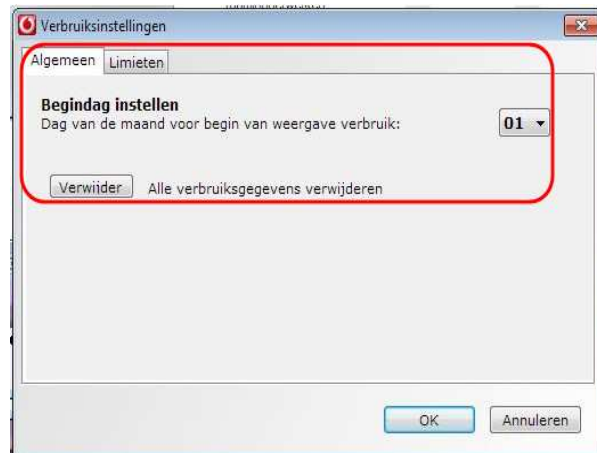 Verbruiksinstellingen
Algemeen Limieten
Begindag instellen
Dag van de maand voor begin van weergave verbruik: 01
Verwijder Alle verbruiksgegevens verwijderen
OK Annuleren